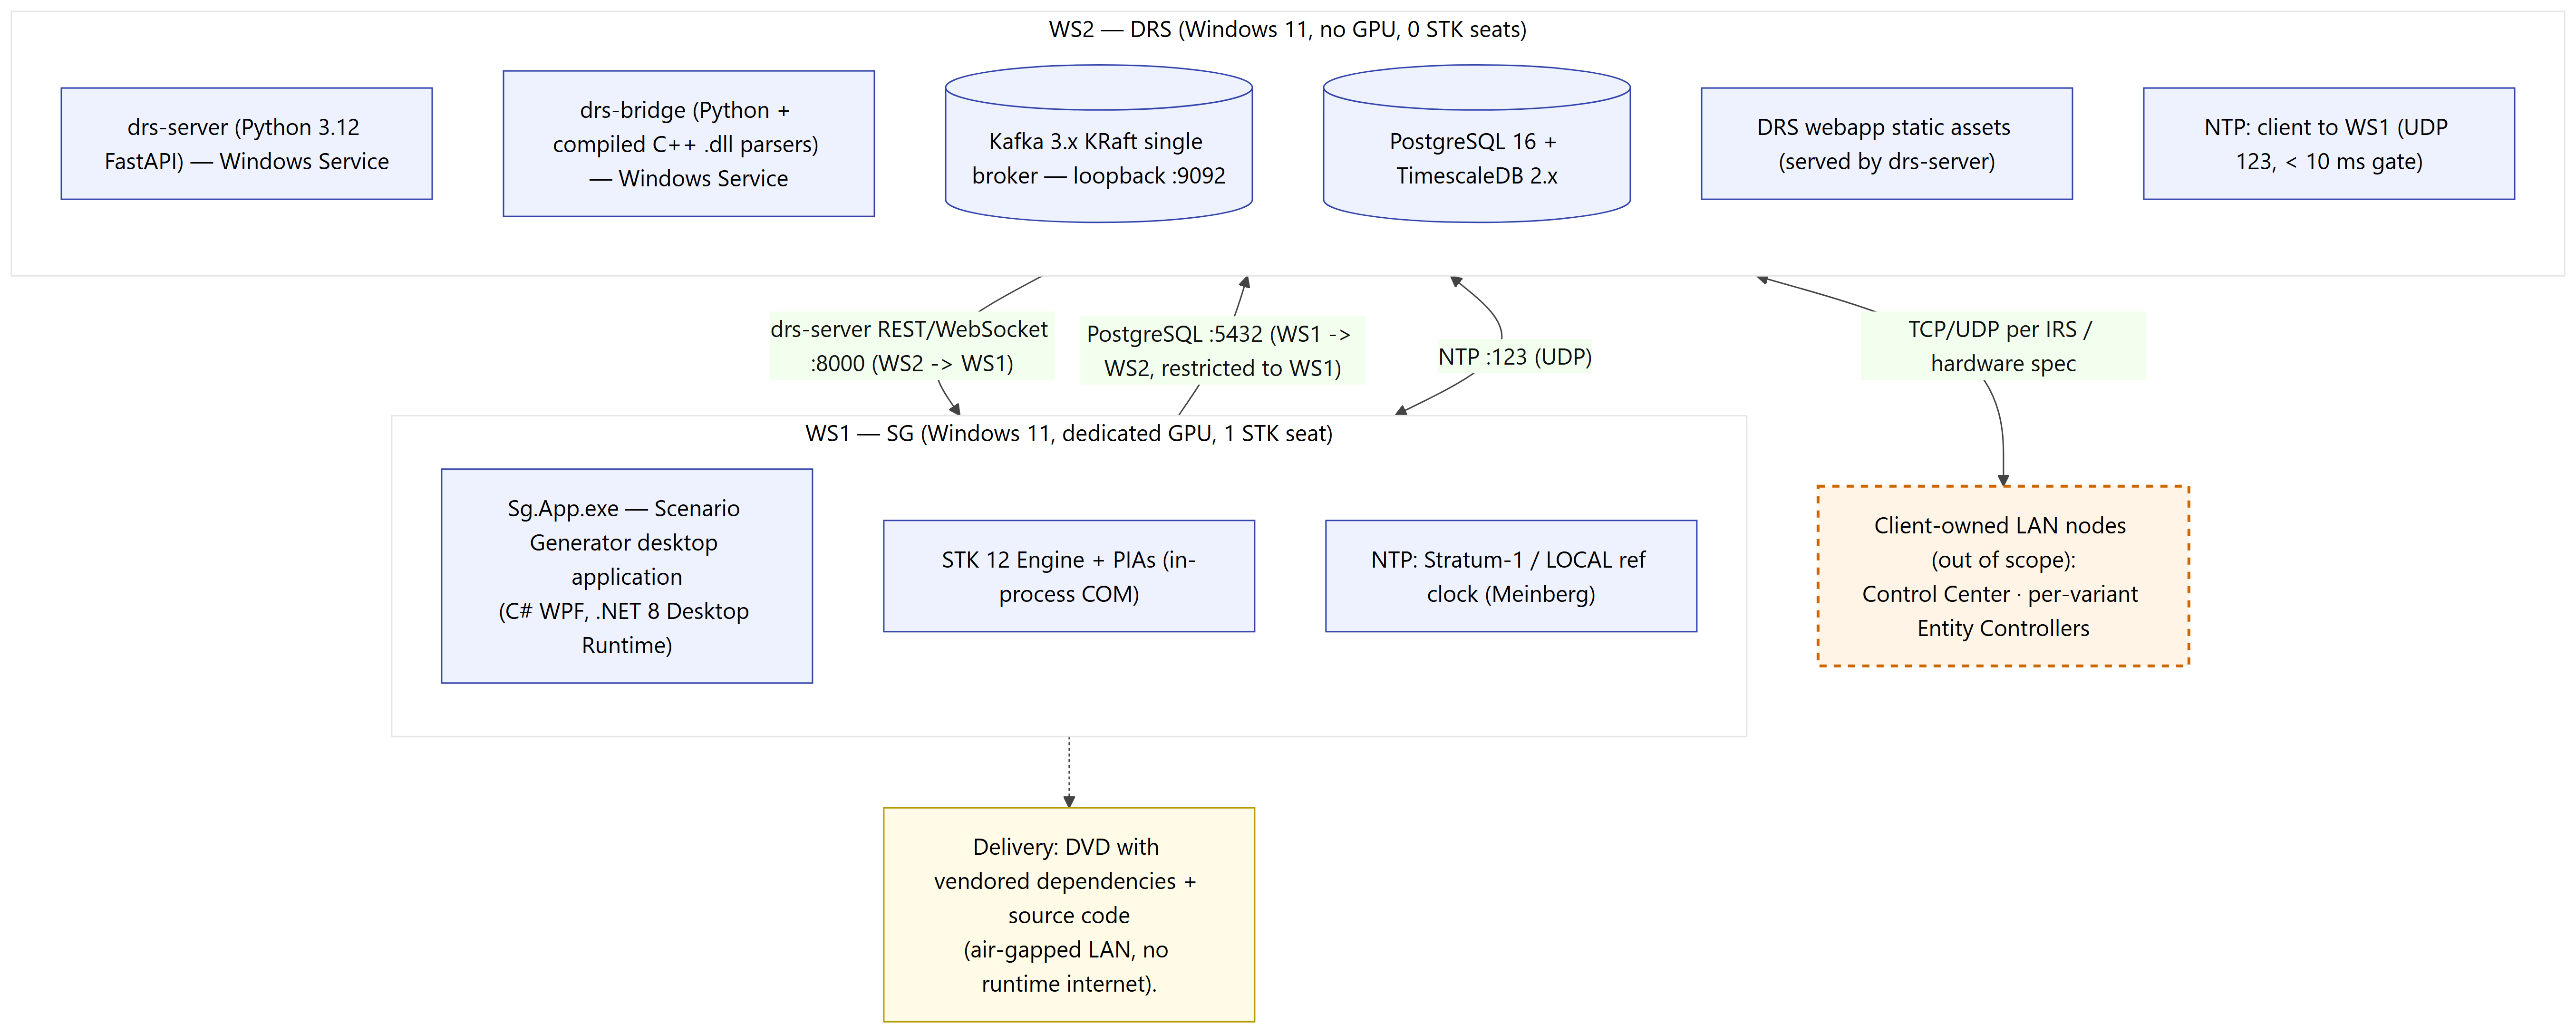 WS2 — DRS (Windows 11, no GPU, 0 STK seats)
drs-server (Python 3.12
FastAPI) — Windows Service
drs-bridge (Python +
compiled C++ .dll parsers)
— Windows Service
Kafka 3.x KRaft single
broker — loopback :9092
PostgreSQL 16 +
TimescaleDB 2.x
DRS webapp static assets
(served by drs-server)
NTP: client to WS1 (UDP
123, < 10 ms gate)
drs-server REST/WebSocket
:8000 (WS2 -> WS1)
PostgreSQL :5432 (WS1 ->
WS2, restricted to WS1)
NTP :123 (UDP)
TCP/UDP per IRS /
hardware spec
WS1 — SG (Windows 11, dedicated GPU, 1 STK seat)
Sg.App.exe — Scenario
Generator desktop
application
(C# WPF, .NET 8 Desktop
Runtime)
STK 12 Engine + PIAs (in-
process COM)
NTP: Stratum-1 / LOCAL ref
clock (Meinberg)
Client-owned LAN nodes
(out of scope):
Control Center · per-variant
Entity Controllers
Delivery: DVD with
vendored dependencies +
source code
(air-gapped LAN, no
runtime internet).